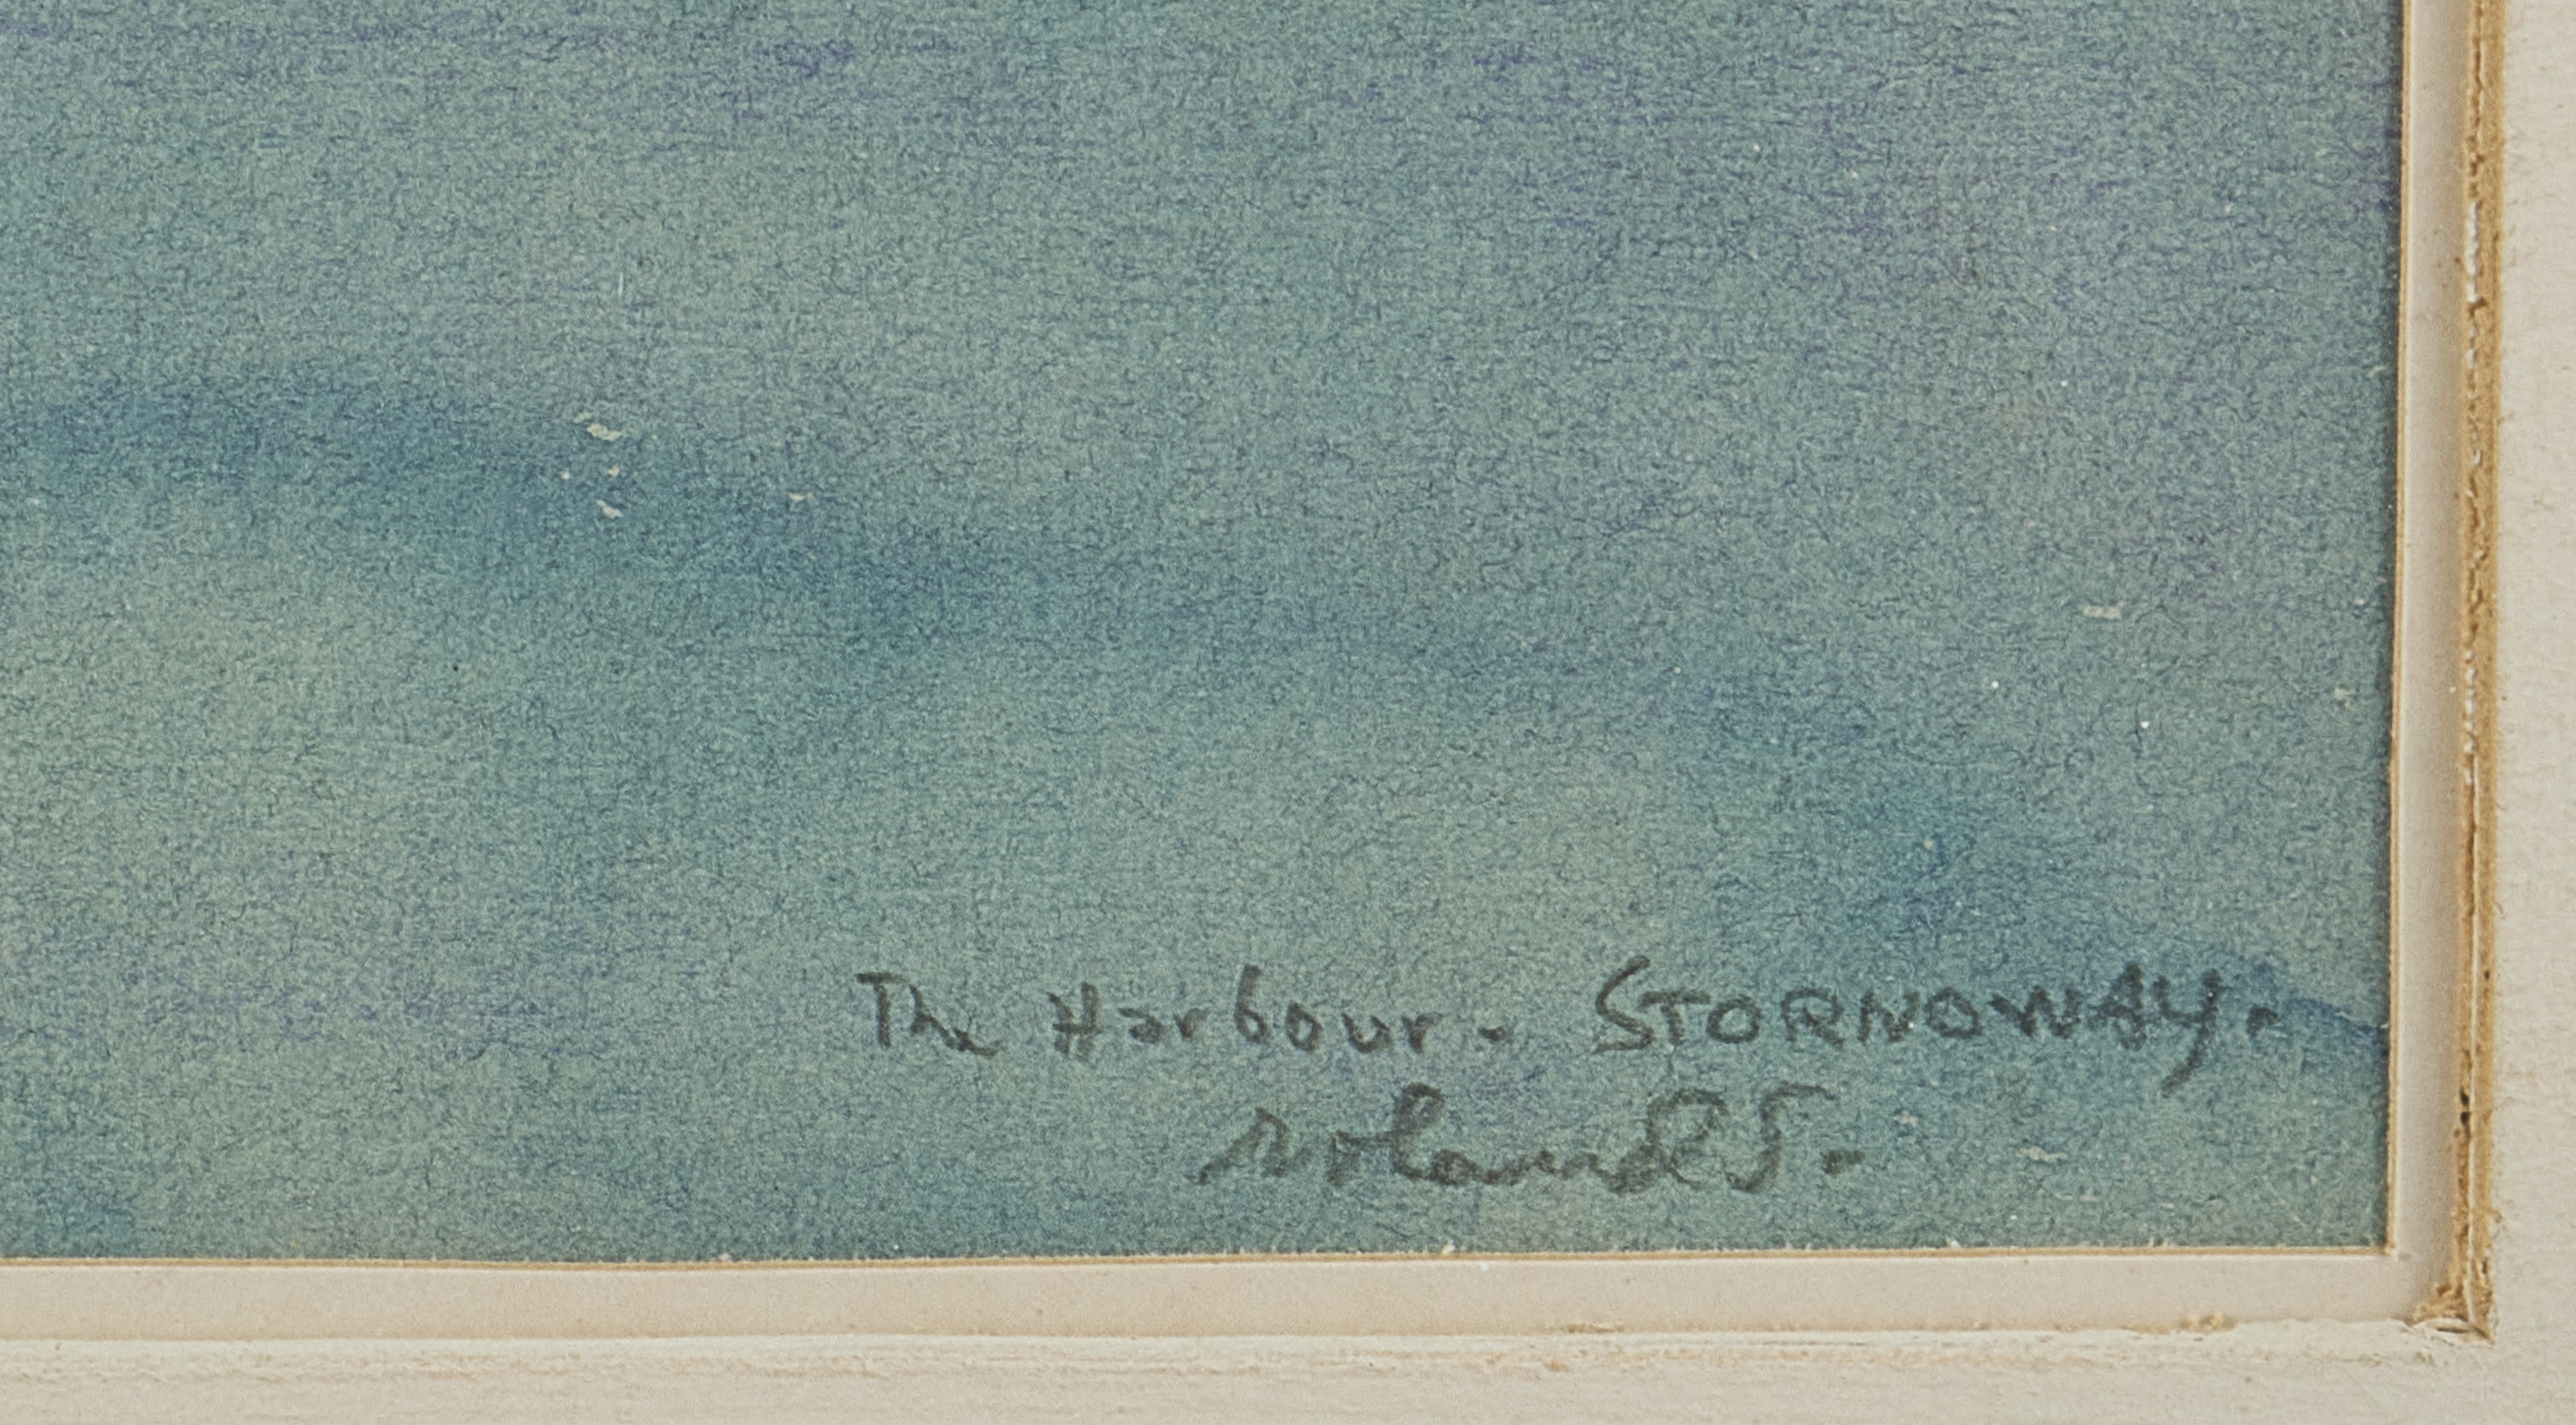 The Harbour. - STORNOWAY.